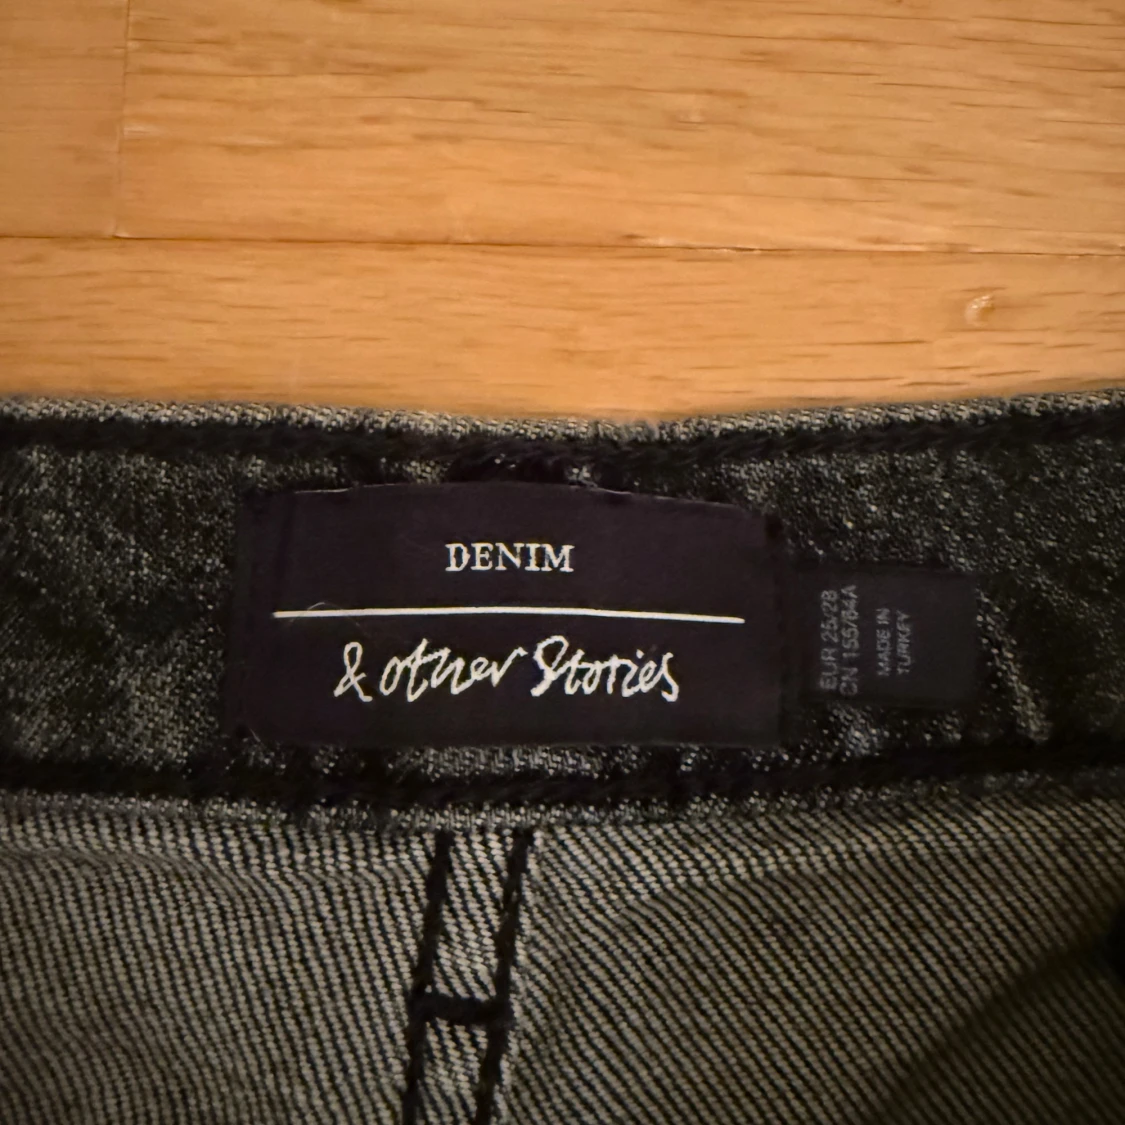 DENIM
& other Stories
EUR 25/28
CN 155/64A
MADE IN
TURKEY